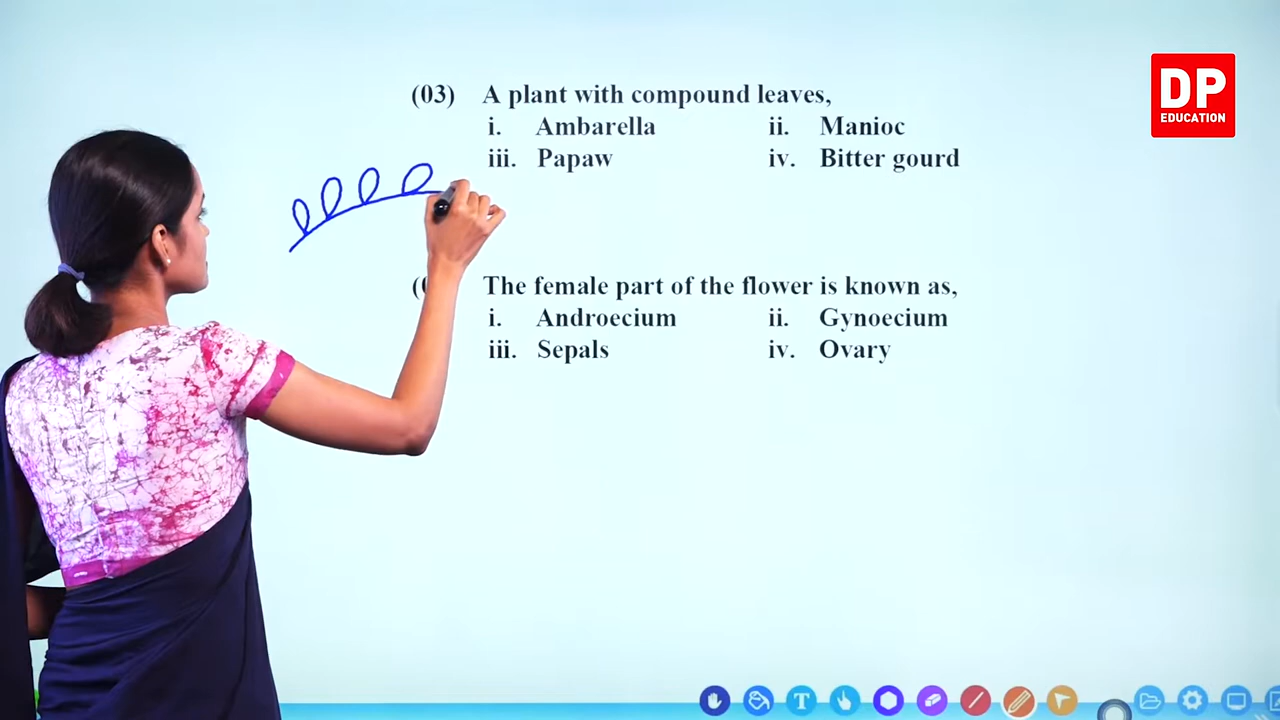 DP
EDUCATION
(03) A plant with compound leaves,
i. Ambarella ii. Manioc
iii. Papaw iv. Bitter gourd
The female part of the flower is known as,
i. Androecium ii. Gynoecium
iii. Sepals iv. Ovary
T